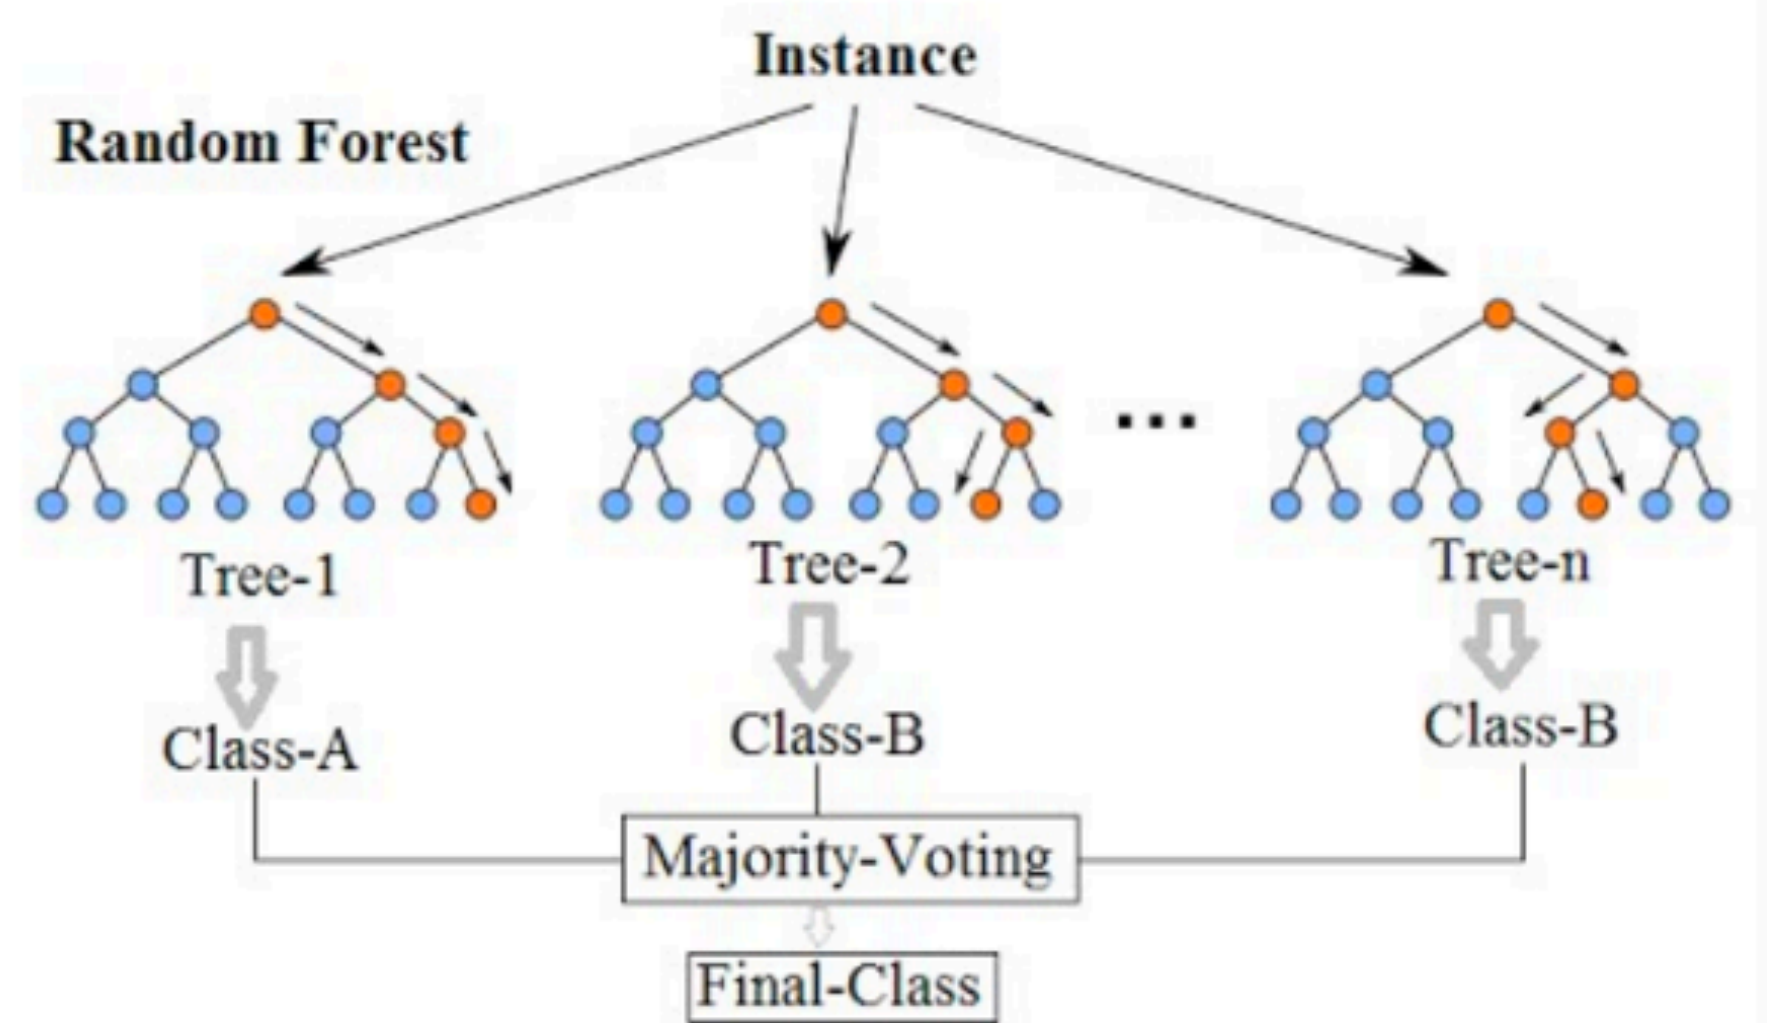 Instance
Random Forest
...
Tree-1
Tree-2
Tree-n
Class-A
Class-B
Class-B
Majority-Voting
Final-Class